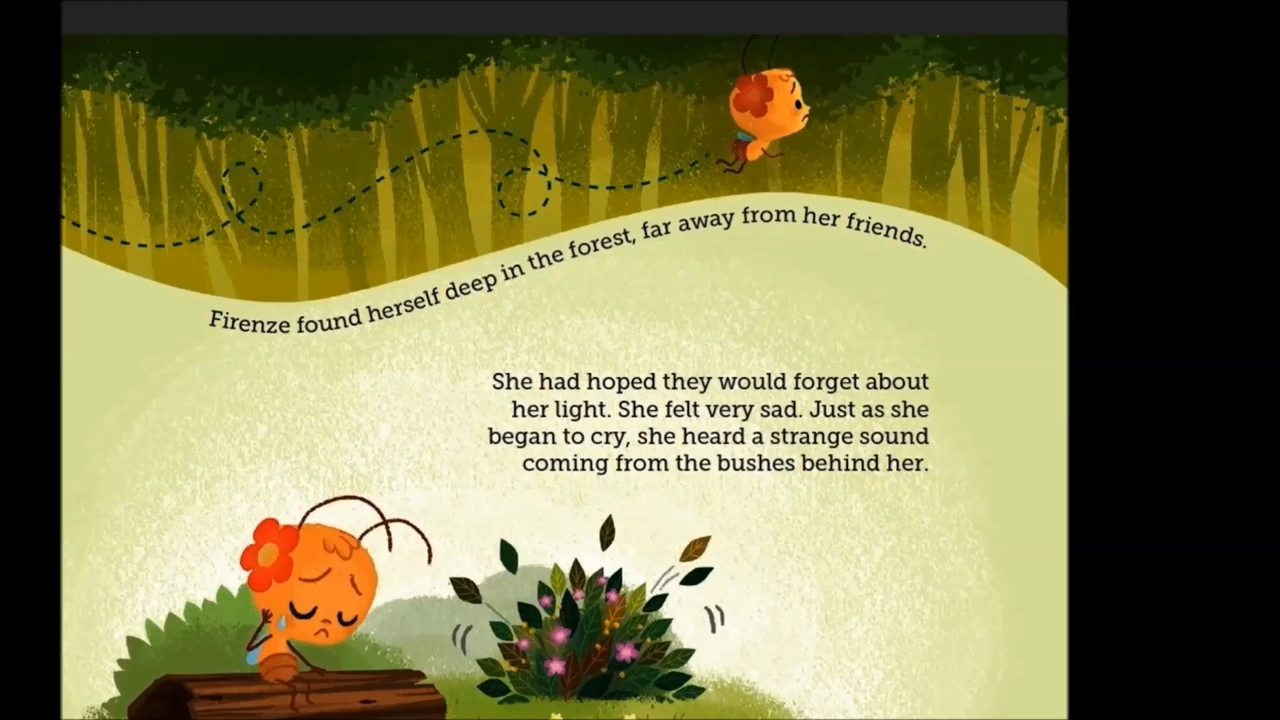 Firenze found herself deep in the forest, far away from her friends.
She had hoped they would forget about
her light. She felt very sad. Just as she
began to cry, she heard a strange sound
coming from the bushes behind her.